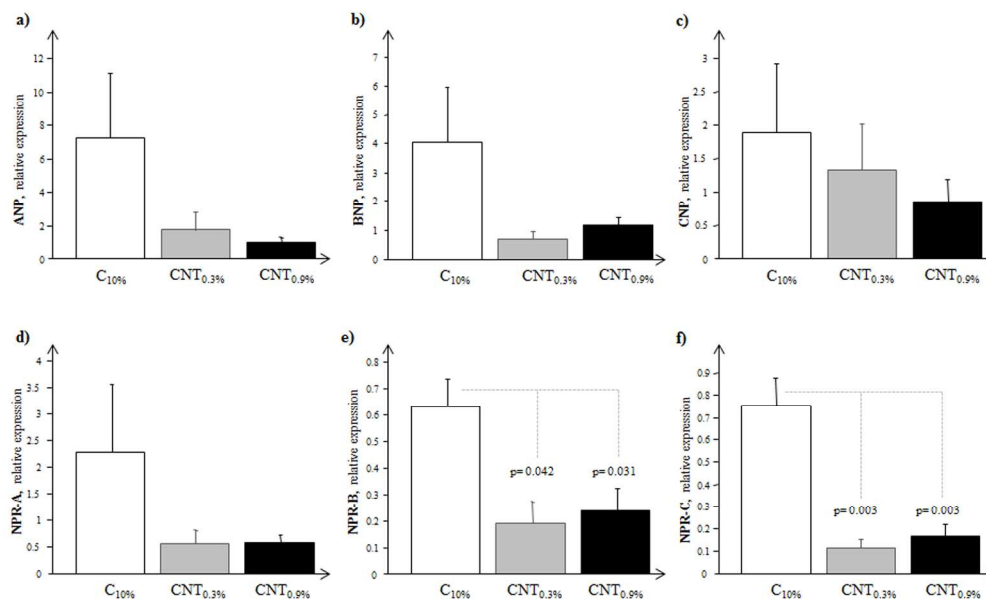 a)
ANP, relative expression
12
10
8
6
4
2
0
C10% CNT0.3% CNT0.9%
b)
BNP, relative expression
7
6
5
4
3
2
1
0
C10% CNT0.3% CNT0.9%
c)
CNP, relative expression
3
2.5
2
1.5
1
0.5
0
C10% CNT0.3% CNT0.9%
d)
NPR-A, relative expression
4
3.5
3
2.5
2
1.5
1
0.5
0
C10% CNT0.3% CNT0.9%
e)
NPR-B, relative expression
0.8
0.7
0.6
0.5
0.4
0.3
0.2
0.1
0
p= 0.042 p= 0.031
C10% CNT0.3% CNT0.9%
f)
NPR-C, relative expression
0.9
0.8
0.7
0.6
0.5
0.4
0.3
0.2
0.1
0
p= 0.003 p= 0.003
C10% CNT0.3% CNT0.9%